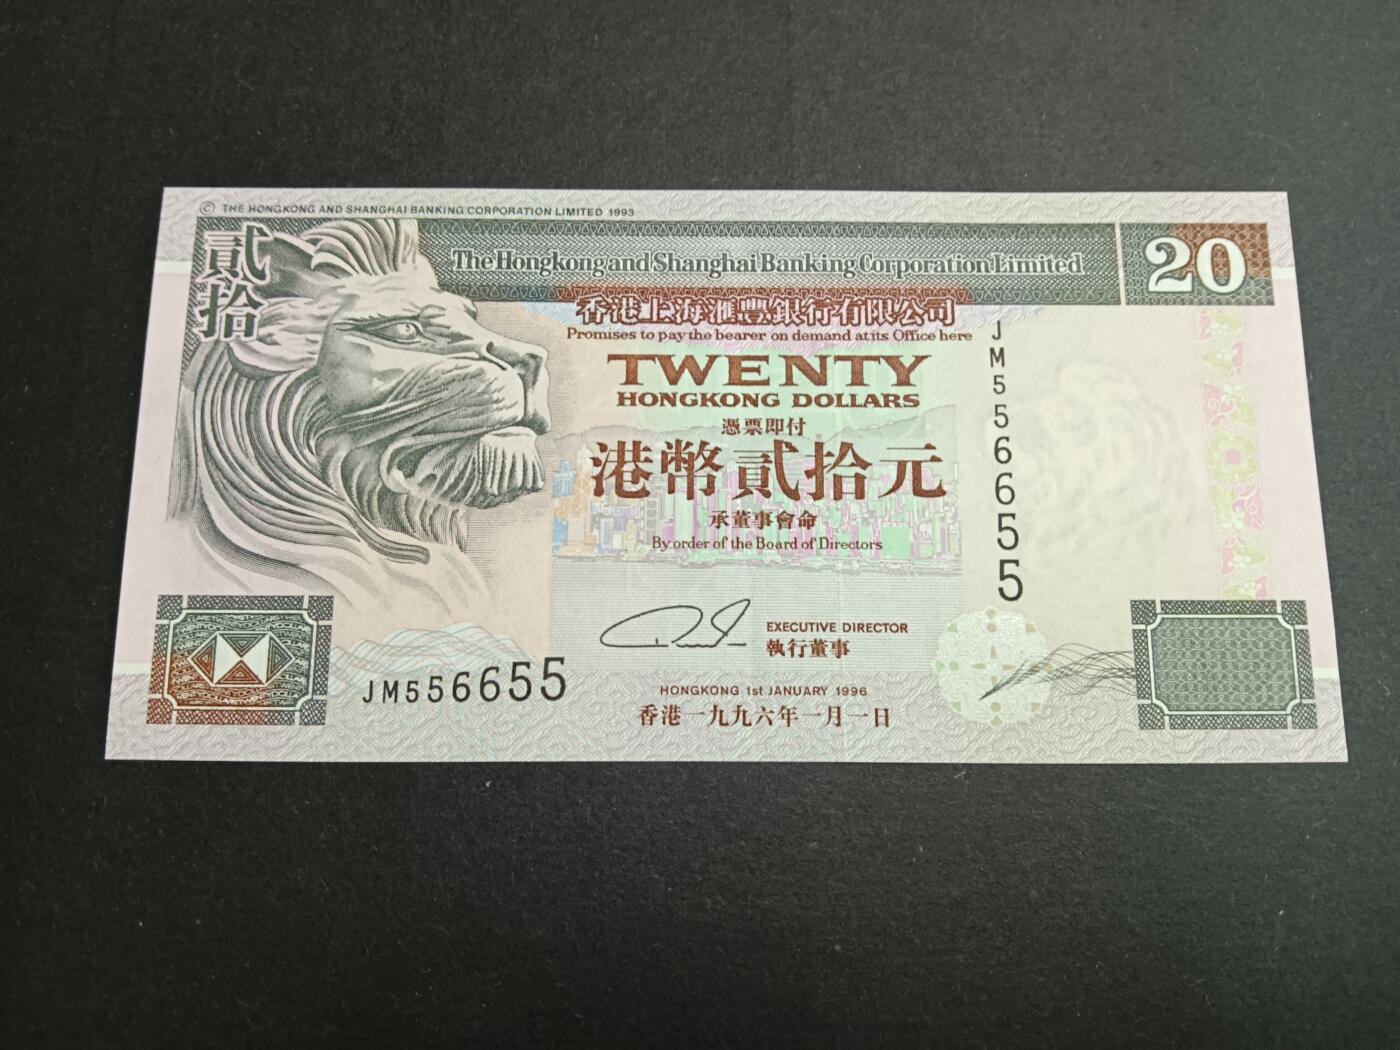 © THE HONGKONG AND SHANGHAI BANKING CORPORATION LIMITED 1993
貳拾
The Hongkong and Shanghai Banking Corporation Limited
20
香港上海滙豐銀行有限公司
Promises to pay the bearer on demand at its Office here
TWENTY
HONGKONG DOLLARS
憑票即付
港幣貳拾元
承董事會命
By order of the Board of Directors
JM556655
EXECUTIVE DIRECTOR
執行董事
JM556655
HONGKONG 1st JANUARY 1996
香港一九九六年一月一日